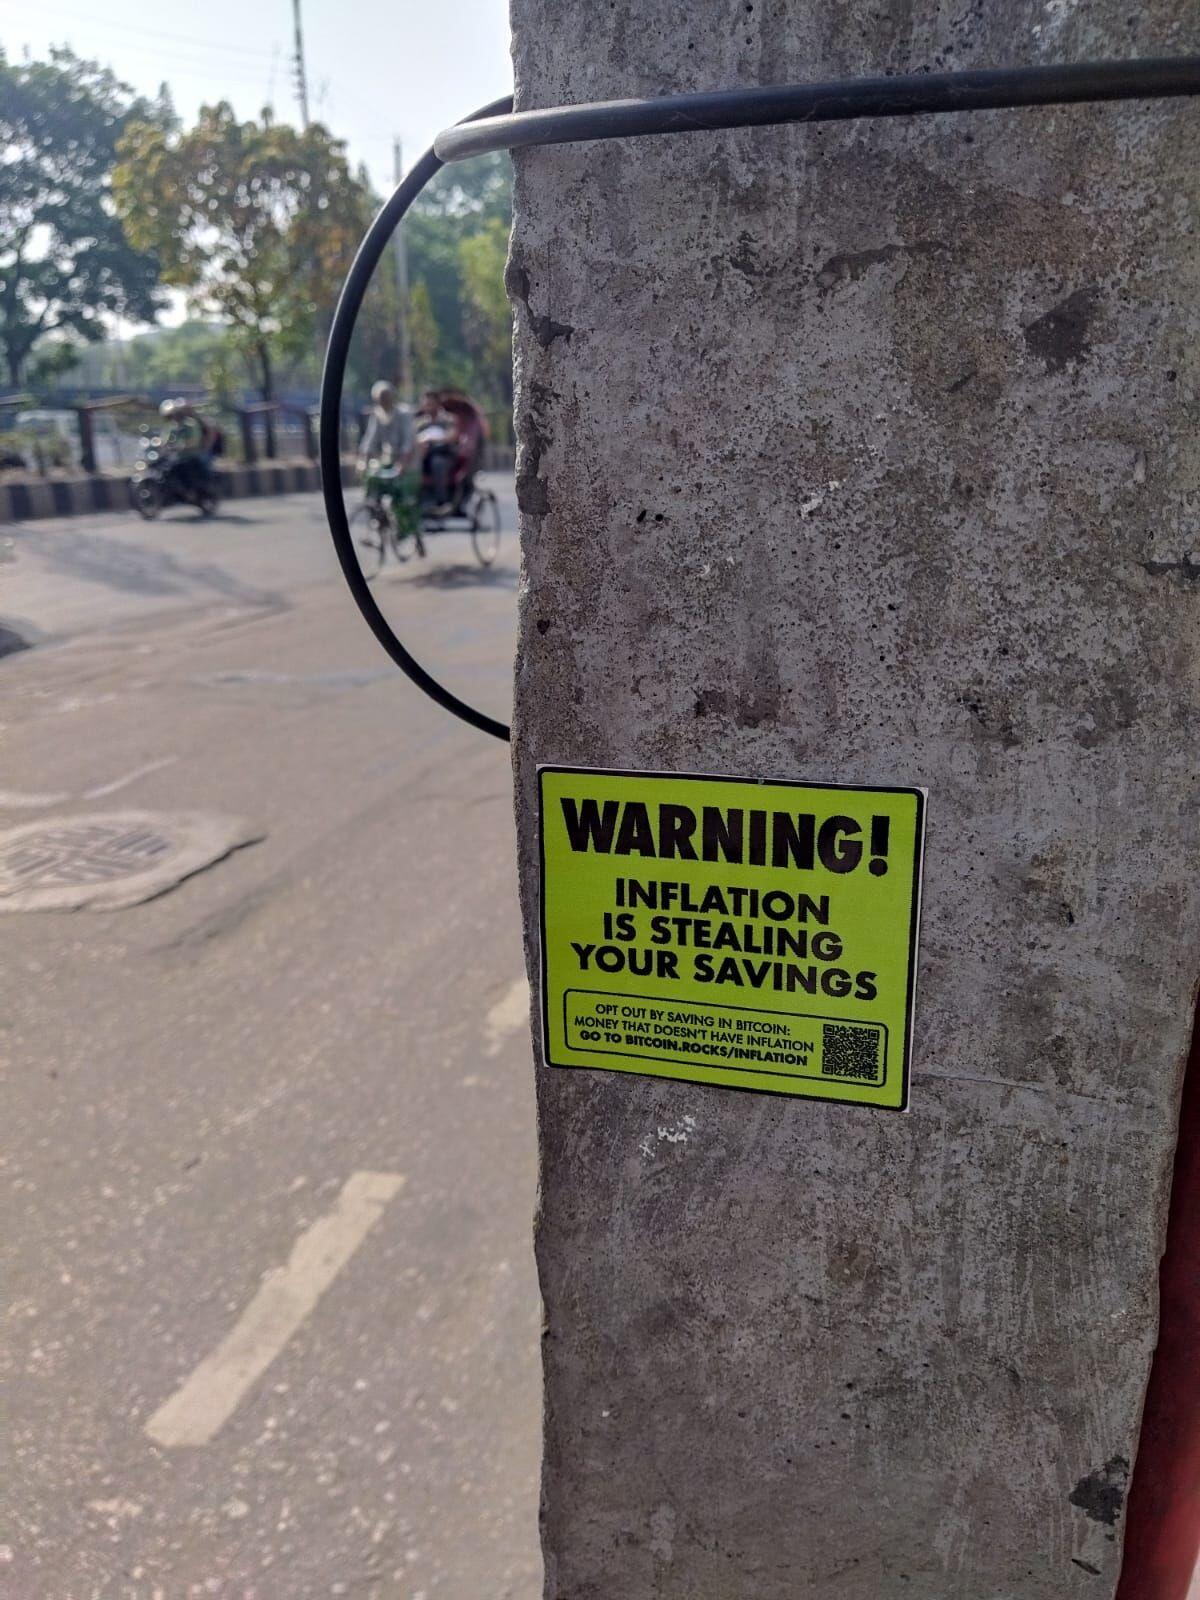 WARNING!
INFLATION
IS STEALING
YOUR SAVINGS
OPT OUT BY SAVING IN BITCOIN:
MONEY THAT DOESN'T HAVE INFLATION
GO TO BITCOIN.ROCKS/INFLATION